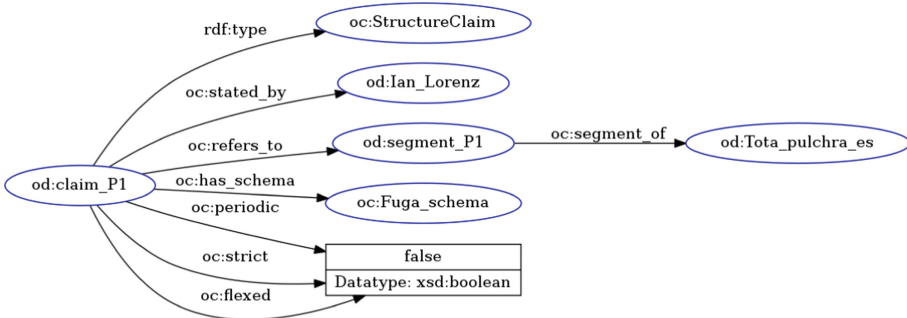 rdf:type
oc:StructureClaim
oc:stated_by
od:Ian_Lorenz
oc:refers_to
od:segment_P1
oc:segment_of
od:Tota_pulchra_es
od:claim_P1
oc:has_schema
oc:Fuga_schema
oc:periodic
false
oc:strict
Datatype: xsd:boolean
oc:flexed